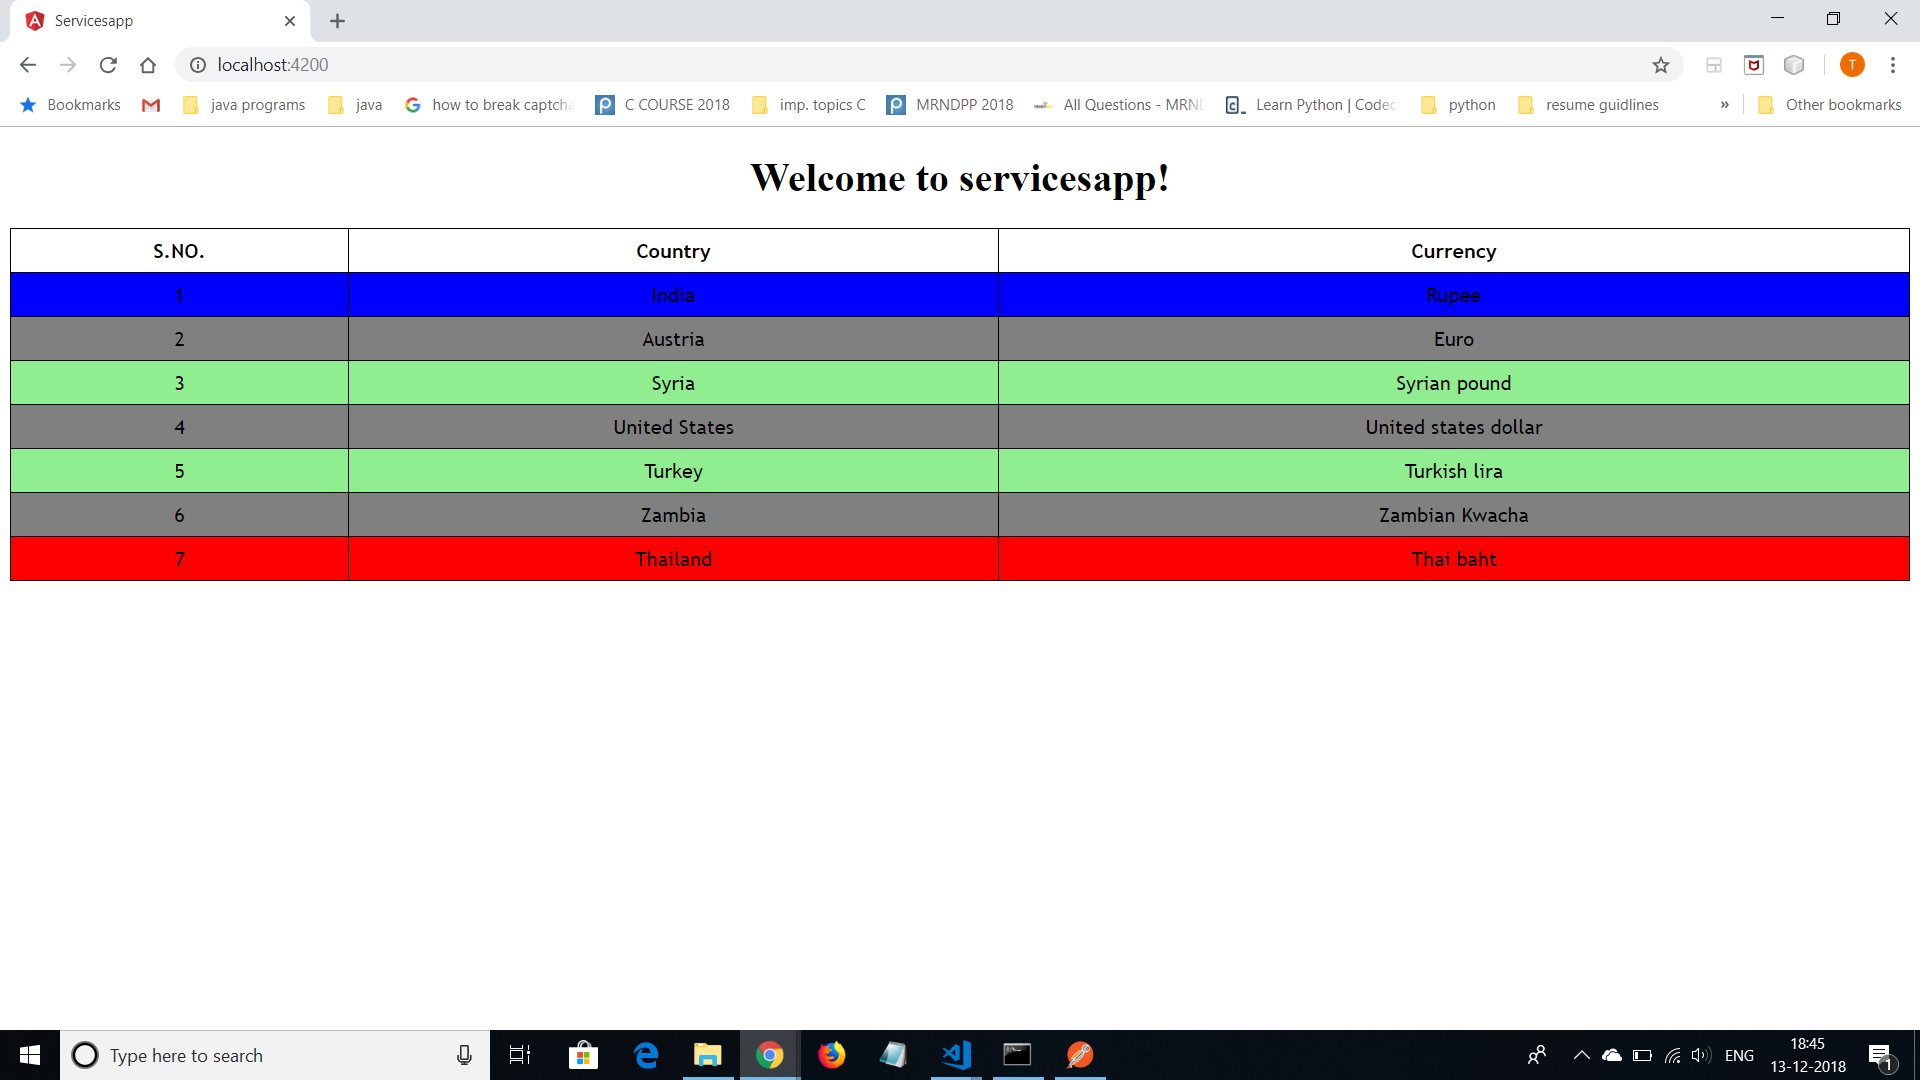 Servicesapp
localhost:4200
Bookmarks java programs java how to break captcha C COURSE 2018 imp. topics C MRNDPP 2018 All Questions - MRND Learn Python | Codec python resume guidlines » Other bookmarks
Welcome to servicesapp!
S.NO. Country Currency
1 India Rupee
2 Austria Euro
3 Syria Syrian pound
4 United States United states dollar
5 Turkey Turkish lira
6 Zambia Zambian Kwacha
7 Thailand Thai baht
Type here to search
ENG
18:45
13-12-2018
1